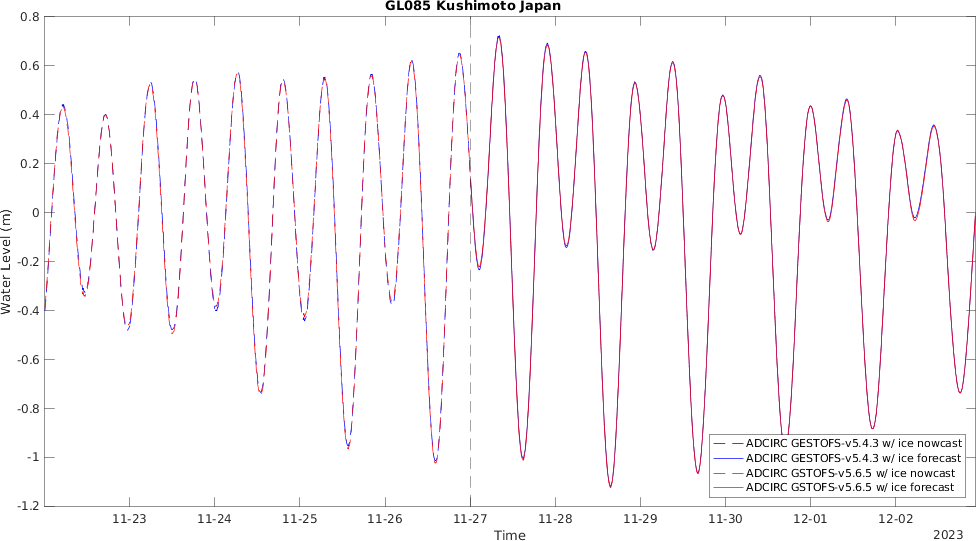 GL085 Kushimoto Japan
0.8
0.6
0.4
0.2
0
-0.2
-0.4
-0.6
-0.8
-1
-1.2
Water Level (m)
ADCIRC GESTOFS-v5.4.3 w/ ice nowcast
ADCIRC GESTOFS-v5.4.3 w/ ice forecast
ADCIRC GSTOFS-v5.6.5 w/ ice nowcast
ADCIRC GSTOFS-v5.6.5 w/ ice forecast
11-23 11-24 11-25 11-26 11-27 11-28 11-29 11-30 12-01 12-02
Time
2023